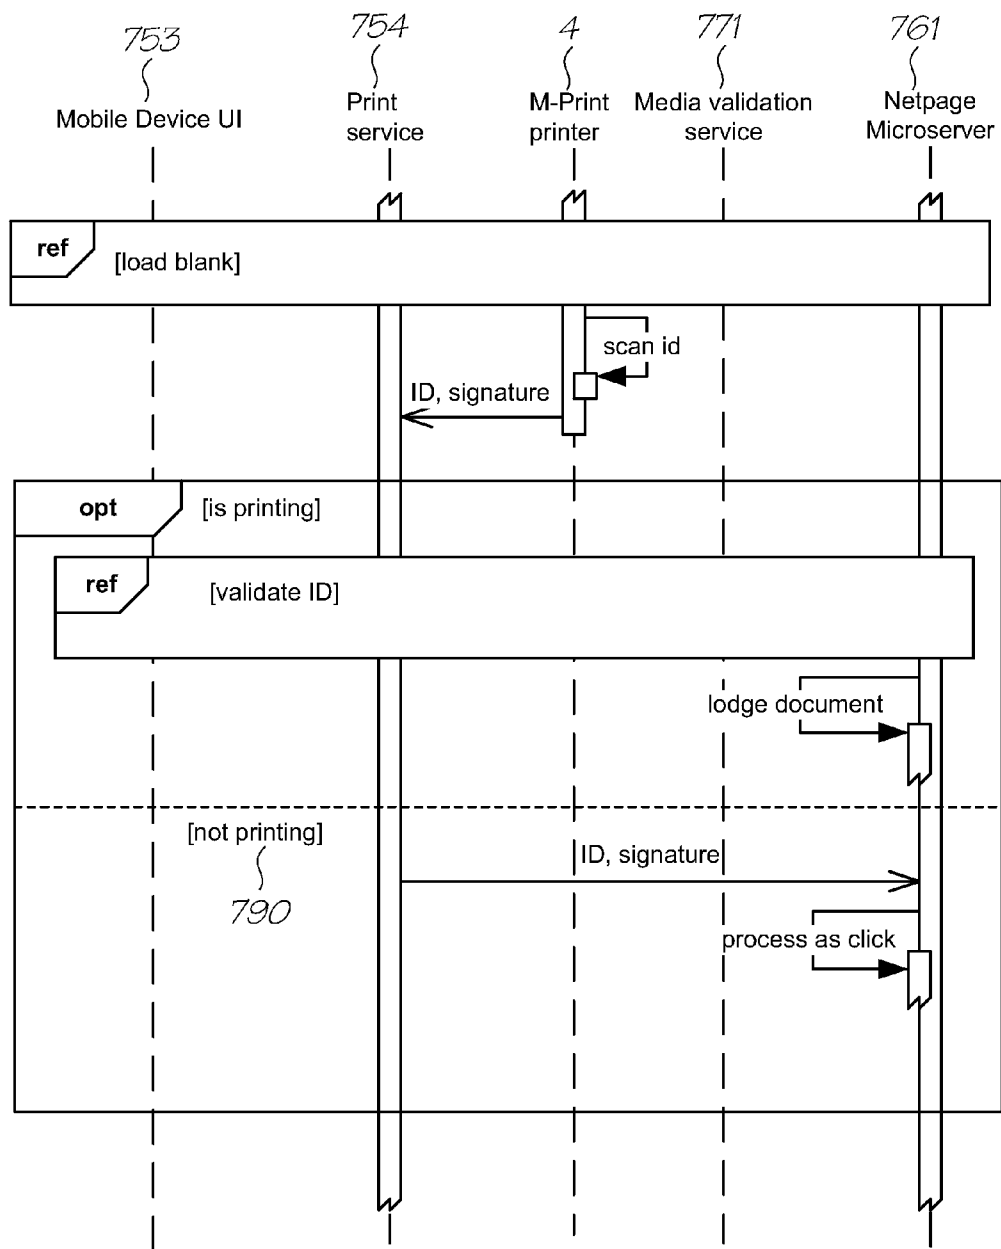 753
754
4
771
761
Mobile Device UI
Print
service
M-Print
printer
Media validation
service
Netpage
Microserver
ref
[load blank]
scan id
ID, signature
opt
[is printing]
ref
[validate ID]
lodge document
[not printing]
790
ID, signature
process as click